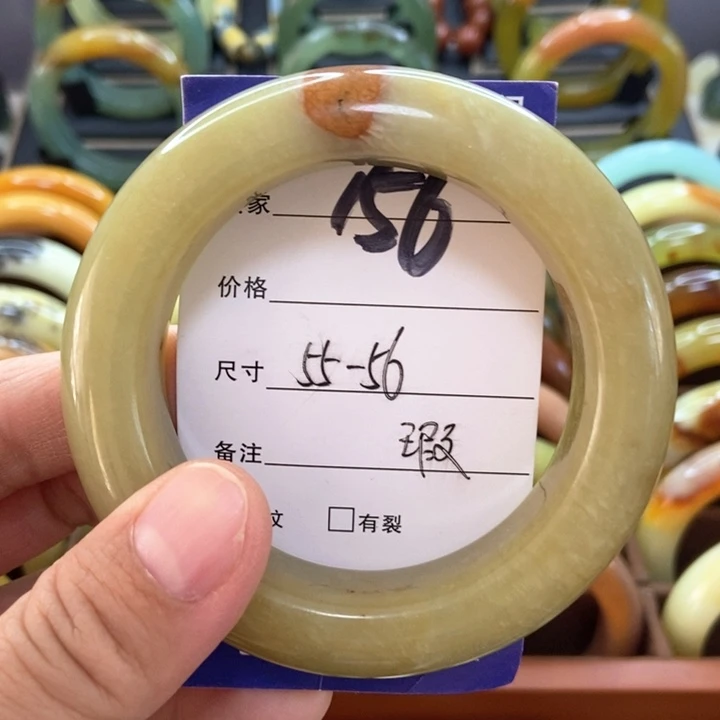 家 156
价格
尺寸 55-56
备注 瑕
纹 □有裂